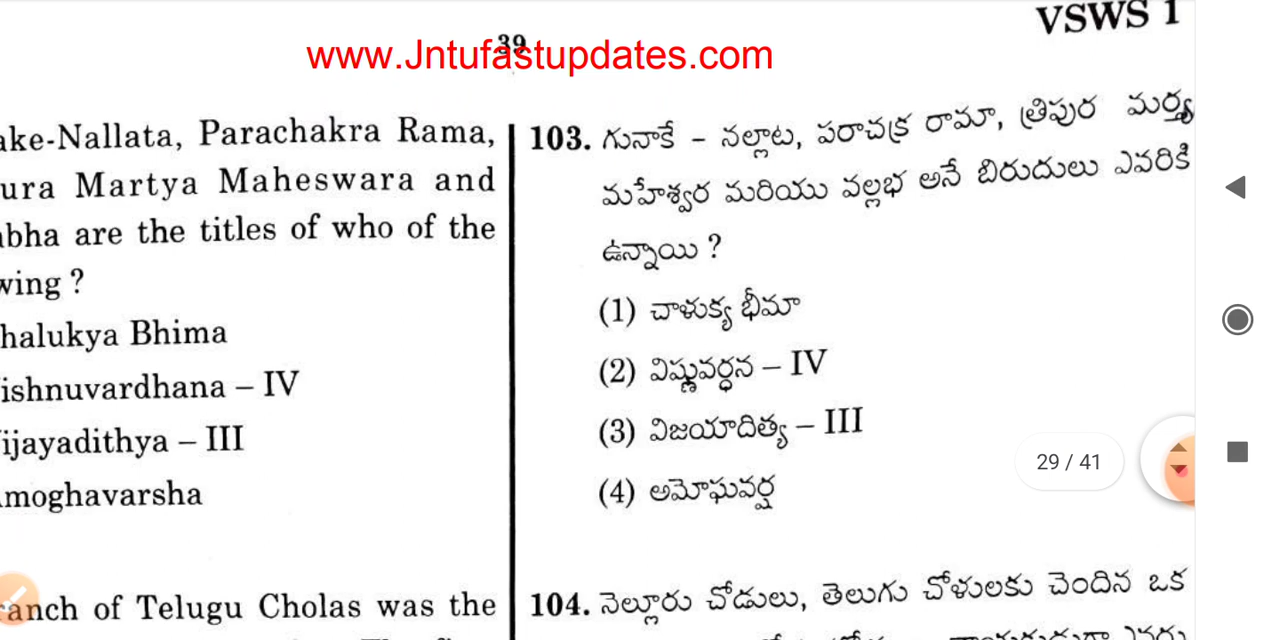 VSWS 1
39
www.Jntufastupdates.com
ake-Nallata, Parachakra Rama,
ura Martya Maheswara and
bha are the titles of who of the
wing ?
halukya Bhima
ishnuvardhana – IV
ijayadithya – III
moghavarsha
ranch of Telugu Cholas was the
103. గునాకే – నల్లాట, పరాచక్ర రామా, త్రిపుర మర్త్య
మహేశ్వర మరియు వల్లభ అనే బిరుదులు ఎవరికి
ఉన్నాయి ?
(1) చాళుక్య భీమా
(2) విష్ణువర్ధన – IV
(3) విజయాదిత్య – III
(4) అమోఘవర్ష
104. నెల్లూరు చోడులు, తెలుగు చోళులకు చెందిన ఒక
29 / 41